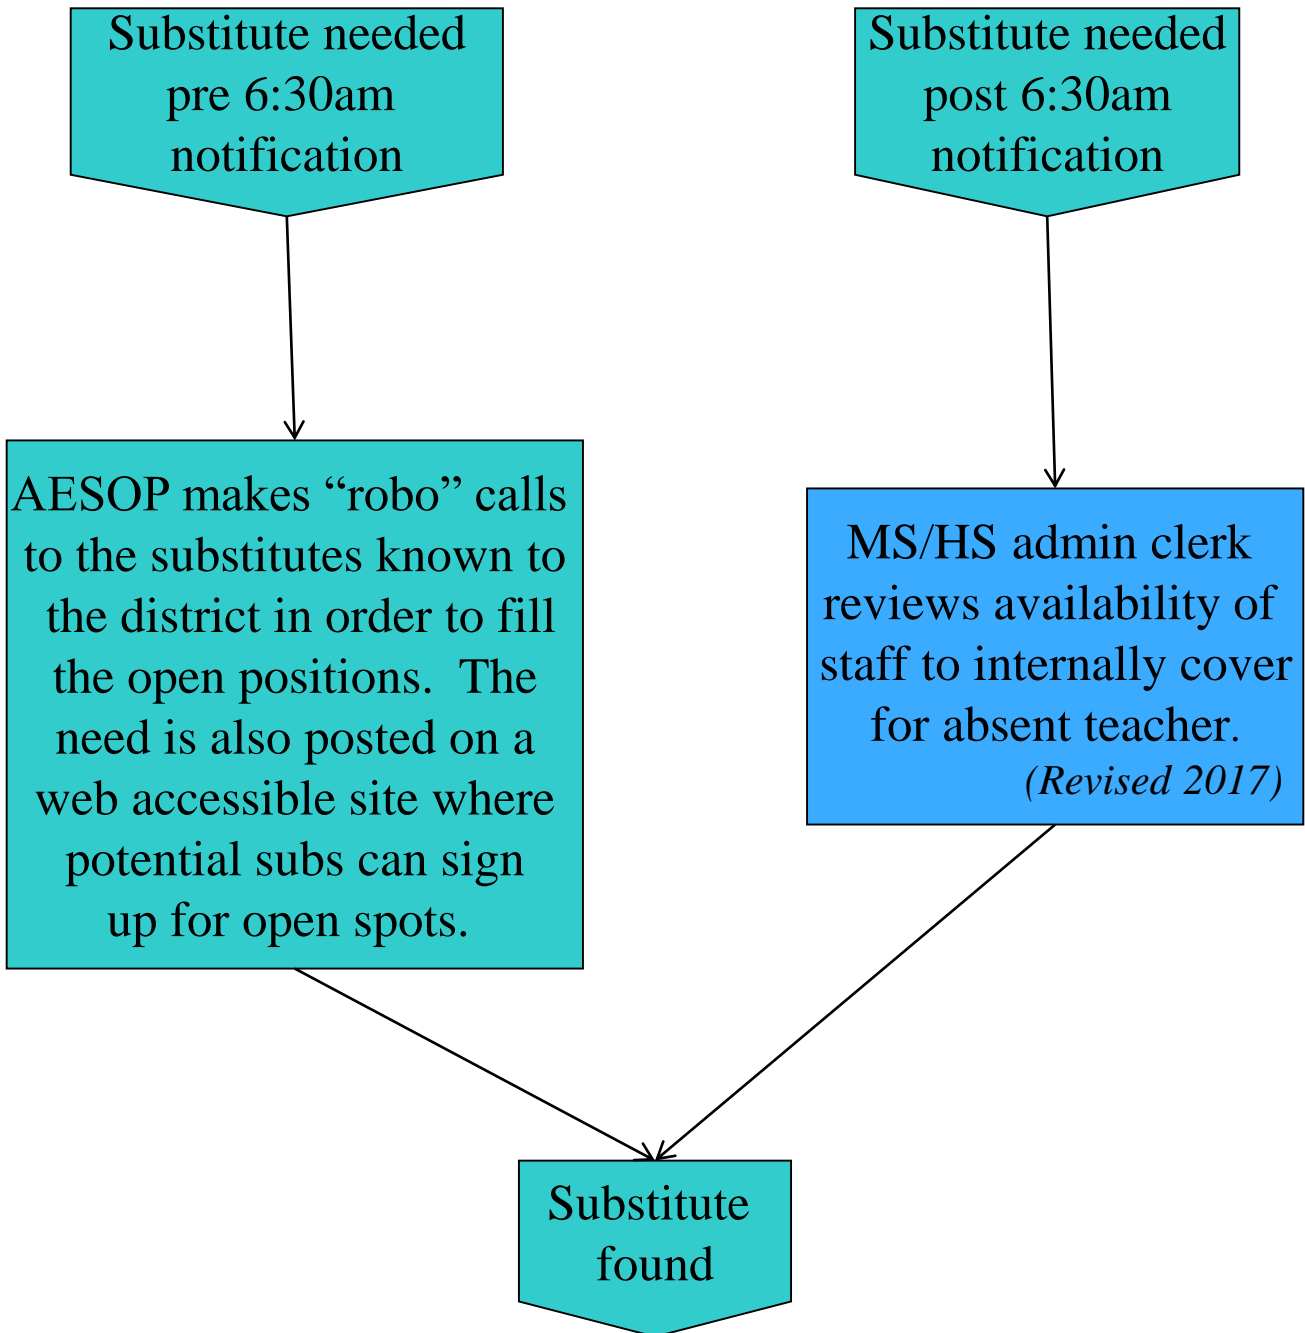 Substitute needed
pre 6:30am
notification
Substitute needed
post 6:30am
notification
AESOP makes “robo” calls
to the substitutes known to
the district in order to fill
the open positions.  The
need is also posted on a
web accessible site where
potential subs can sign
up for open spots.
MS/HS admin clerk
reviews availability of
staff to internally cover
for absent teacher.
(Revised 2017)
Substitute
found